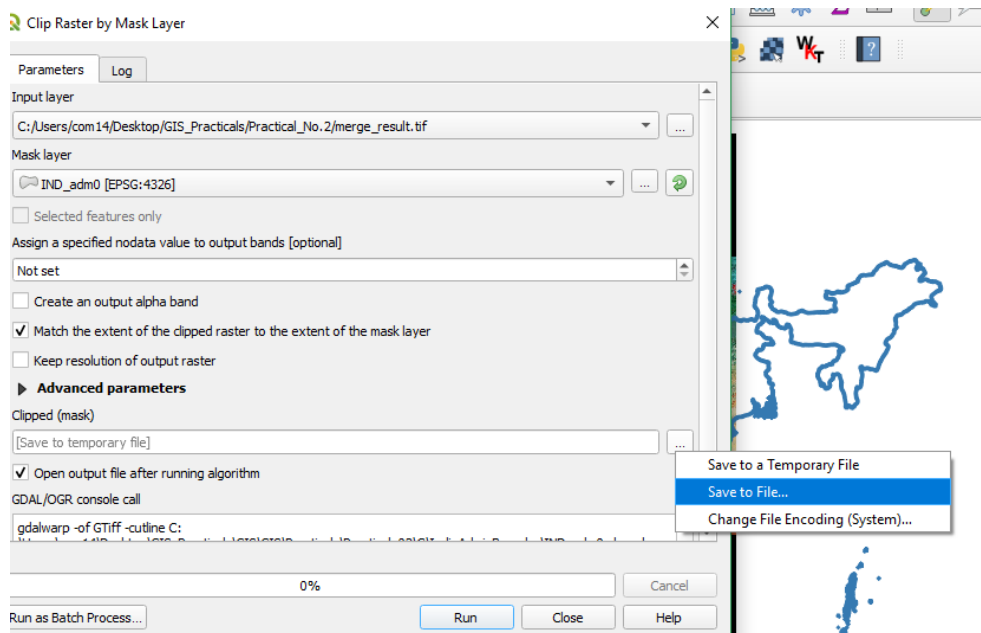 Clip Raster by Mask Layer
Parameters
Log
Input layer
C:/Users/com14/Desktop/GIS_Practicals/Practical_No.2/merge_result.tif
...
Mask layer
IND_adm0 [EPSG:4326]
...
Selected features only
Assign a specified nodata value to output bands [optional]
Not set
Create an output alpha band
Match the extent of the clipped raster to the extent of the mask layer
Keep resolution of output raster
Advanced parameters
Clipped (mask)
[Save to temporary file]
...
Save to a Temporary File
Open output file after running algorithm
Save to File...
GDAL/OGR console call
Change File Encoding (System)...
gdalwarp -of GTiff -cutline C:
0%
Cancel
Run as Batch Process...
Run
Close
Help
WKT
?